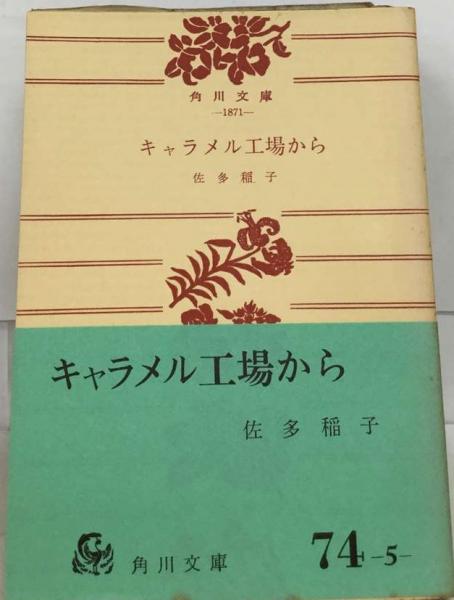 角川文庫
—1871—
キャラメル工場から
佐多稲子
キャラメル工場から
佐多稲子
角川文庫
74-5-